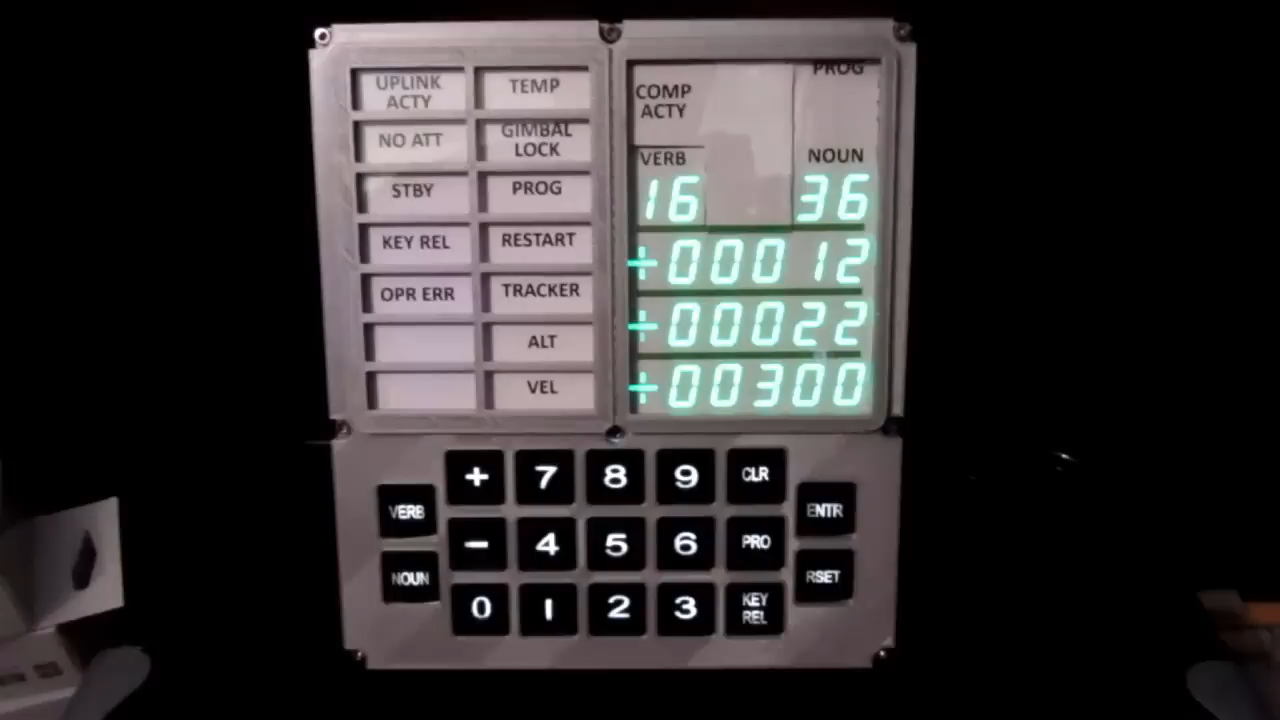 UPLINK ACTY
TEMP
NO ATT
GIMBAL LOCK
STBY
PROG
KEY REL
RESTART
OPR ERR
TRACKER
ALT
VEL
COMP ACTY
PROG
VERB
NOUN
16
36
+00012
+00022
+00300
+ 7 8 9 CLR
VERB
ENTR
- 4 5 6 PRO
NOUN
RSET
0 1 2 3 KEY REL